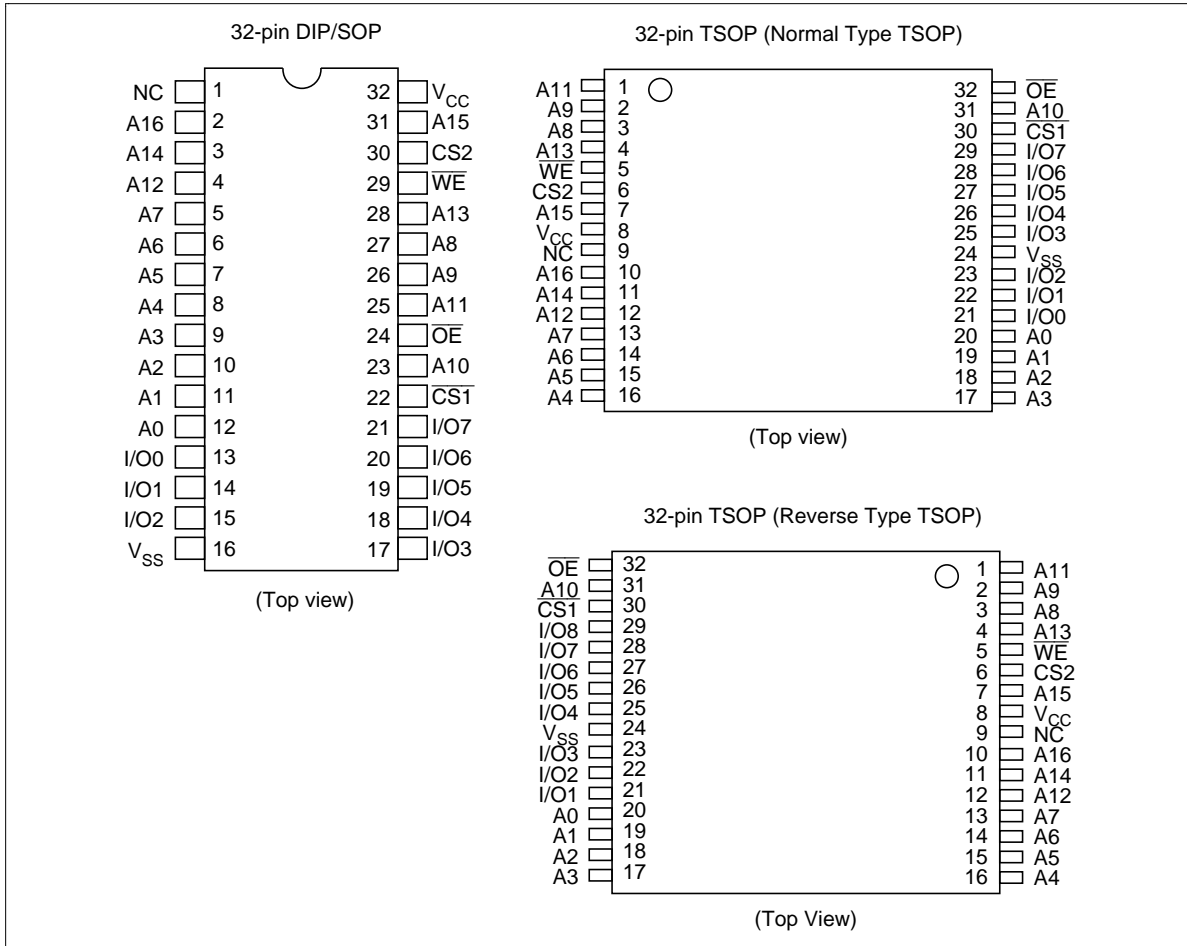 32-pin DIP/SOP
NC 1 32 VCC
A16 2 31 A15
A14 3 30 CS2
A12 4 29 W̅E̅
A7 5 28 A13
A6 6 27 A8
A5 7 26 A9
A4 8 25 A11
A3 9 24 O̅E̅
A2 10 23 A10
A1 11 22 C̅S̅1̅
A0 12 21 I/O7
I/O0 13 20 I/O6
I/O1 14 19 I/O5
I/O2 15 18 I/O4
VSS 16 17 I/O3
(Top view)
32-pin TSOP (Normal Type TSOP)
A11 1 32 O̅E̅
A9 2 31 A10
A8 3 30 C̅S̅1̅
A13 4 29 I/O7
W̅E̅ 5 28 I/O6
CS2 6 27 I/O5
A15 7 26 I/O4
VCC 8 25 I/O3
NC 9 24 VSS
A16 10 23 I/O2
A14 11 22 I/O1
A12 12 21 I/O0
A7 13 20 A0
A6 14 19 A1
A5 15 18 A2
A4 16 17 A3
(Top view)
32-pin TSOP (Reverse Type TSOP)
O̅E̅ 32 1 A11
A10 31 2 A9
C̅S̅1̅ 30 3 A8
I/O8 29 4 A13
I/O7 28 5 W̅E̅
I/O6 27 6 CS2
I/O5 26 7 A15
I/O4 25 8 VCC
VSS 24 9 NC
I/O3 23 10 A16
I/O2 22 11 A14
I/O1 21 12 A12
A0 20 13 A7
A1 19 14 A6
A2 18 15 A5
A3 17 16 A4
(Top View)